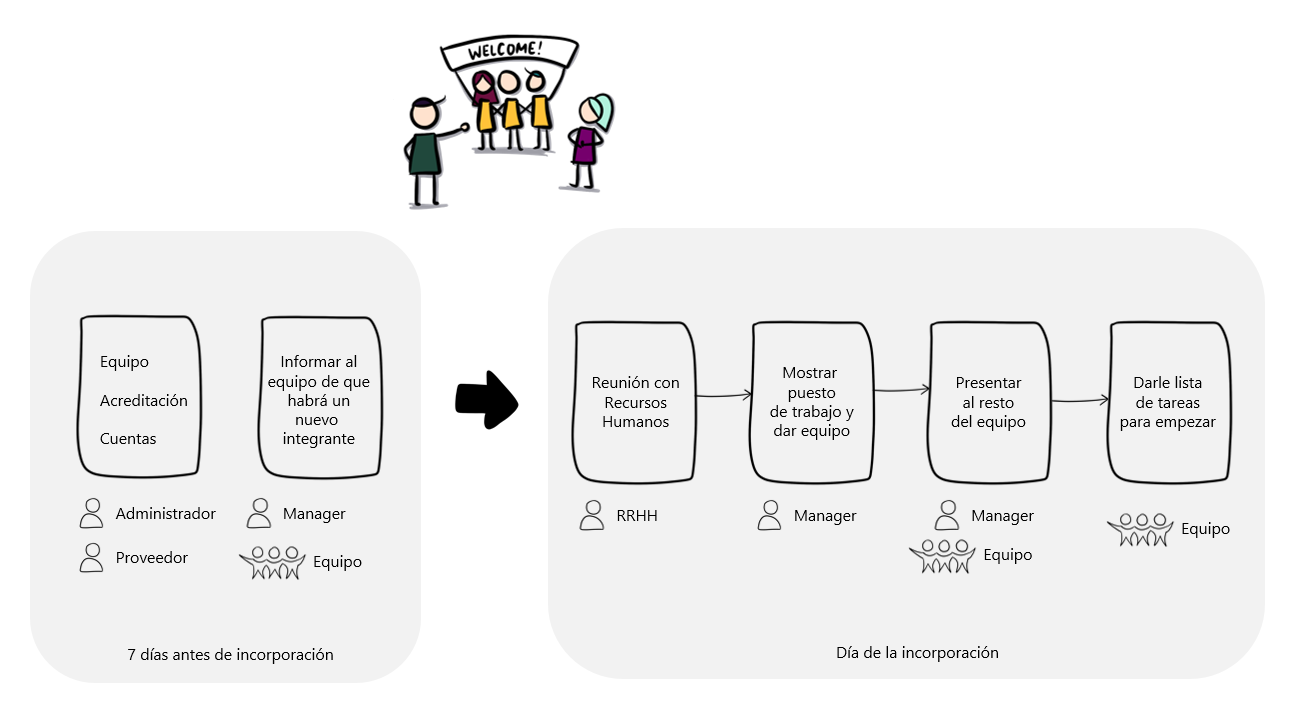 WELCOME!
Equipo
Acreditación
Cuentas
Informar al
equipo de que
habrá un
nuevo
integrante
Administrador
Proveedor
Manager
Equipo
7 días antes de incorporación
Reunión con
Recursos
Humanos
Mostrar
puesto
de trabajo y
dar equipo
Presentar
al resto
del equipo
Darle lista
de tareas
para empezar
RRHH
Manager
Manager
Equipo
Equipo
Día de la incorporación